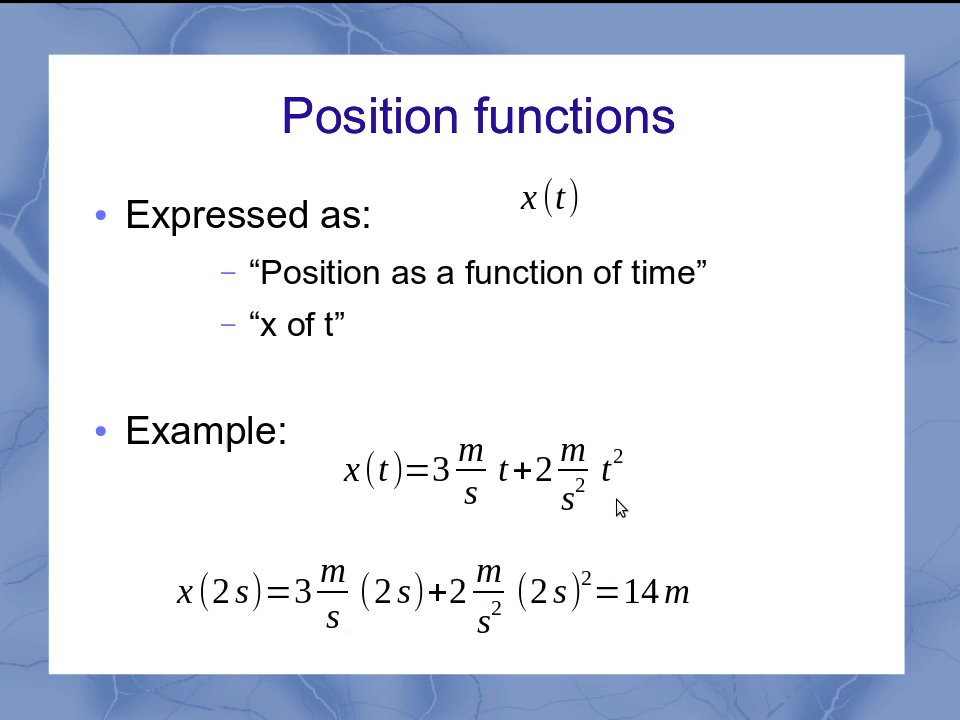 Position functions
• Expressed as: x(t)
– “Position as a function of time”
– “x of t”
• Example:
x(t)=3 m/s t+2 m/s² t²
x(2s)=3 m/s (2s)+2 m/s² (2s)²=14m